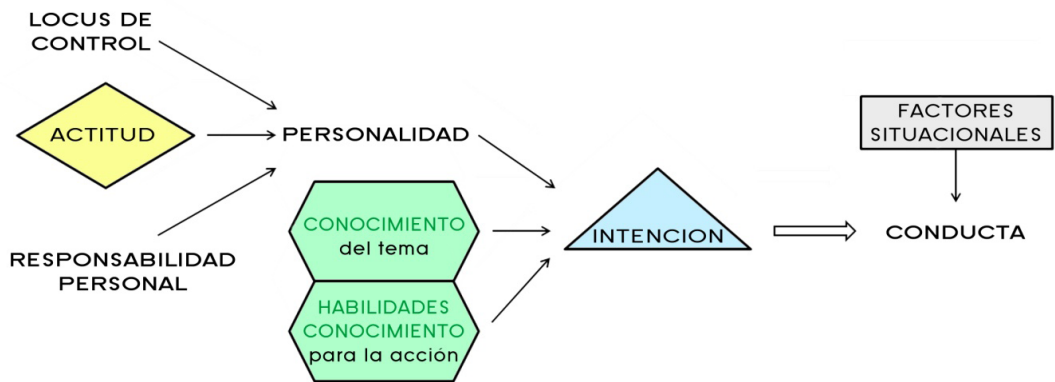 LOCUS DE
CONTROL
ACTITUD
PERSONALIDAD
RESPONSABILIDAD
PERSONAL
CONOCIMIENTO
del tema
HABILIDADES
CONOCIMIENTO
para la acción
INTENCION
FACTORES
SITUACIONALES
CONDUCTA